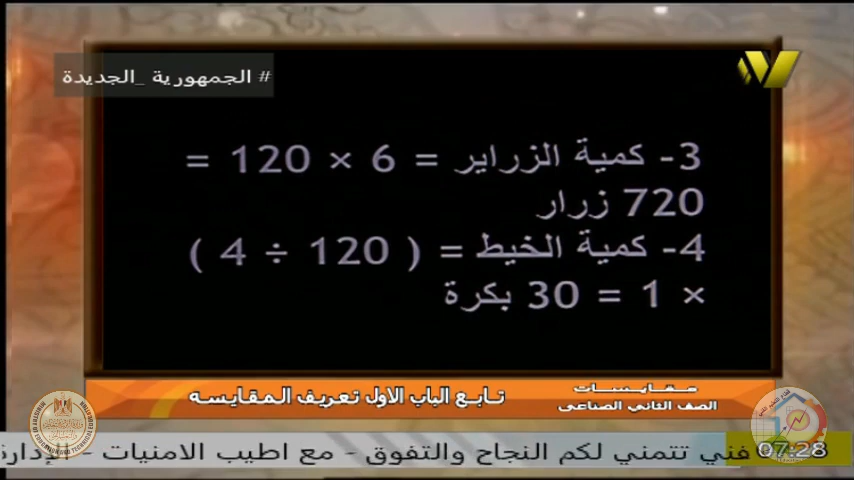 # الجمهورية _الجديدة
3- كمية الزراير = 6 × 120 =
720 زرار
4- كمية الخيط = ( 120 ÷ 4 )
× 1 = 30 بكرة
مقايسات
الصف الثاني الصناعى
تابع الباب الاول تعريف المقايسه
فني تتمني لكم النجاح والتفوق - مع اطيب الامنيات - الإدارة
07:28